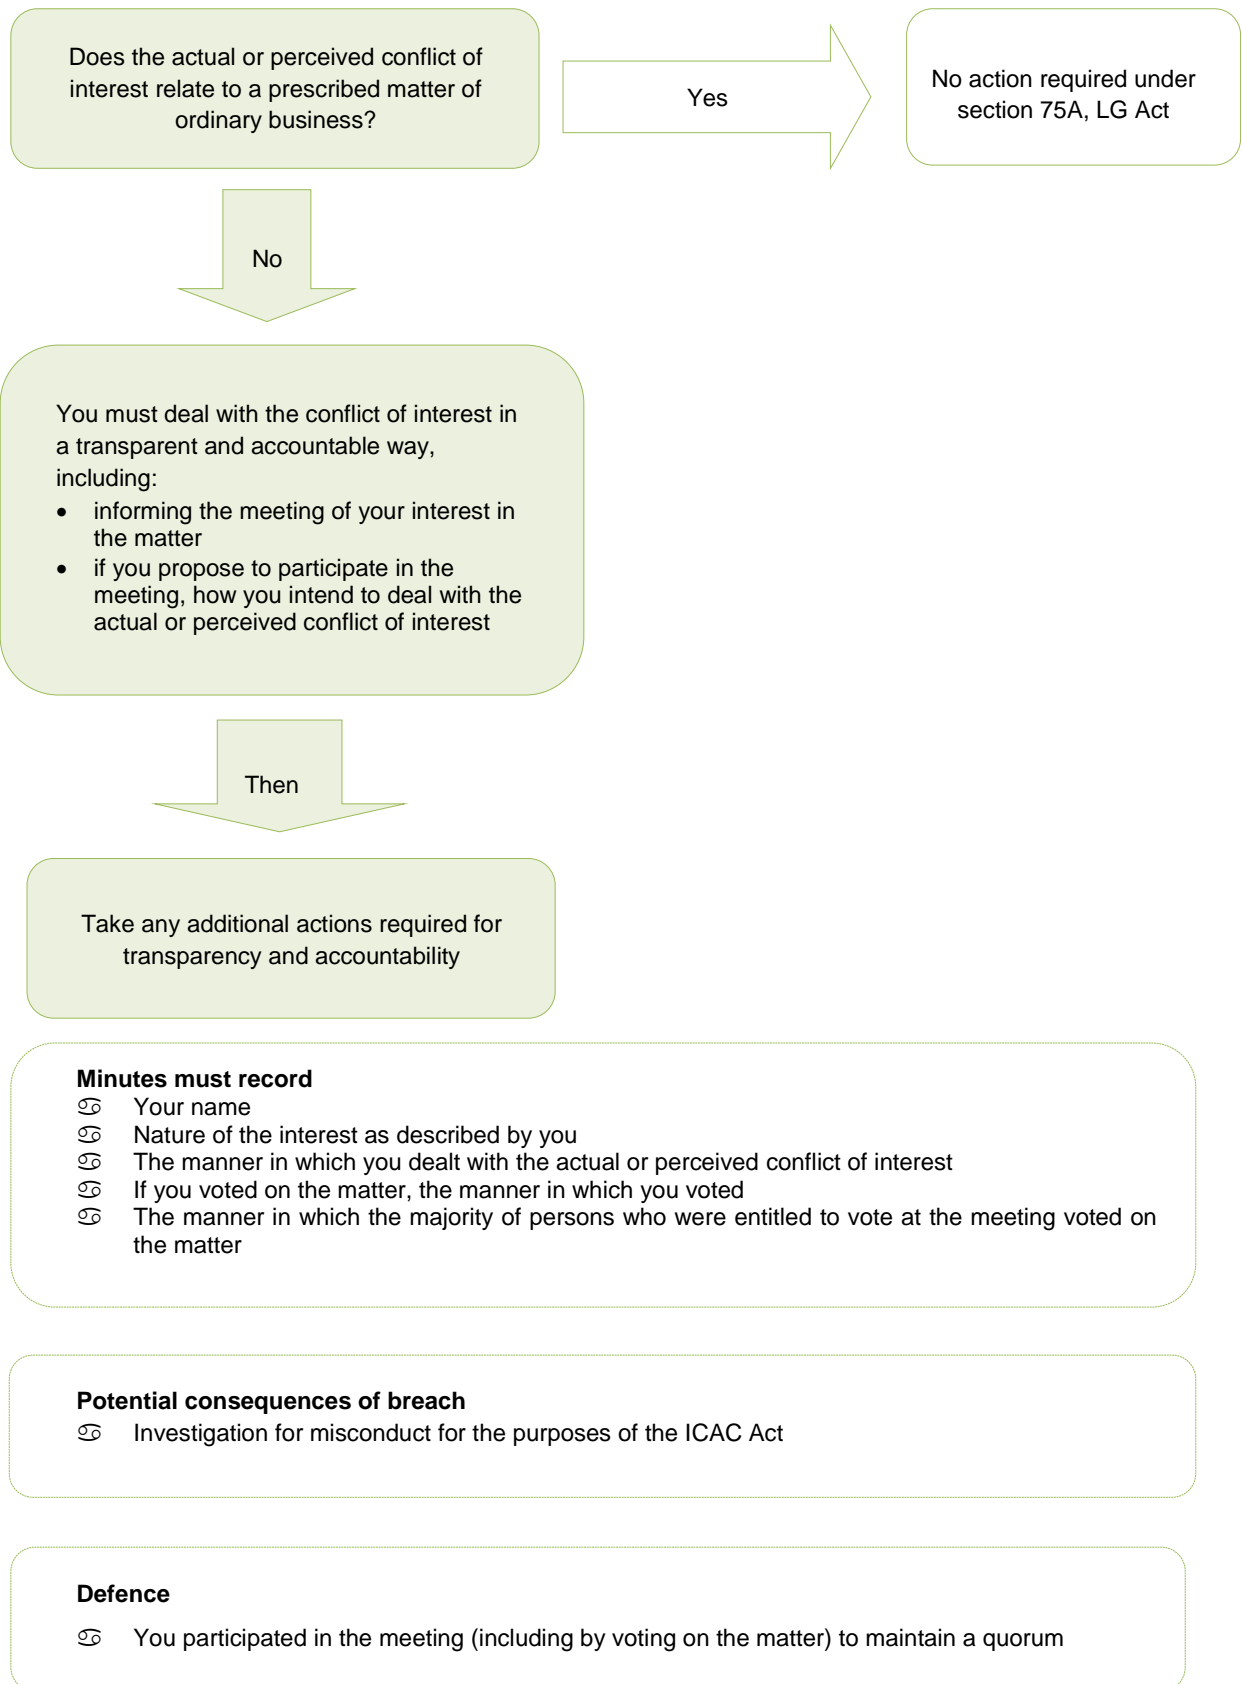 Does the actual or perceived conflict of
interest relate to a prescribed matter of
ordinary business?
Yes
No action required under
section 75A, LG Act
No
You must deal with the conflict of interest in
a transparent and accountable way,
including:
• informing the meeting of your interest in
the matter
• if you propose to participate in the
meeting, how you intend to deal with the
actual or perceived conflict of interest
Then
Take any additional actions required for
transparency and accountability
Minutes must record
♋ Your name
♋ Nature of the interest as described by you
♋ The manner in which you dealt with the actual or perceived conflict of interest
♋ If you voted on the matter, the manner in which you voted
♋ The manner in which the majority of persons who were entitled to vote at the meeting voted on
the matter
Potential consequences of breach
♋ Investigation for misconduct for the purposes of the ICAC Act
Defence
♋ You participated in the meeting (including by voting on the matter) to maintain a quorum